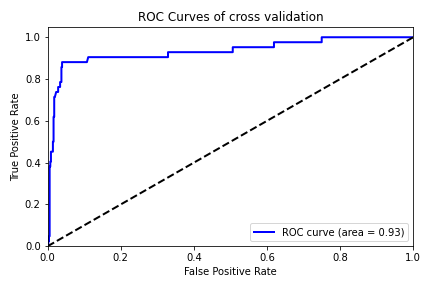 ROC Curves of cross validation
True Positive Rate
1.0
0.8
0.6
0.4
0.2
0.0
0.0 0.2 0.4 0.6 0.8 1.0
False Positive Rate
ROC curve (area = 0.93)